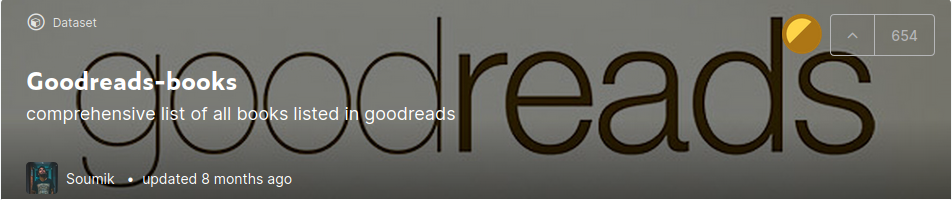 Dataset
654
goodreads
Goodreads-books
comprehensive list of all books listed in goodreads
Soumik • updated 8 months ago